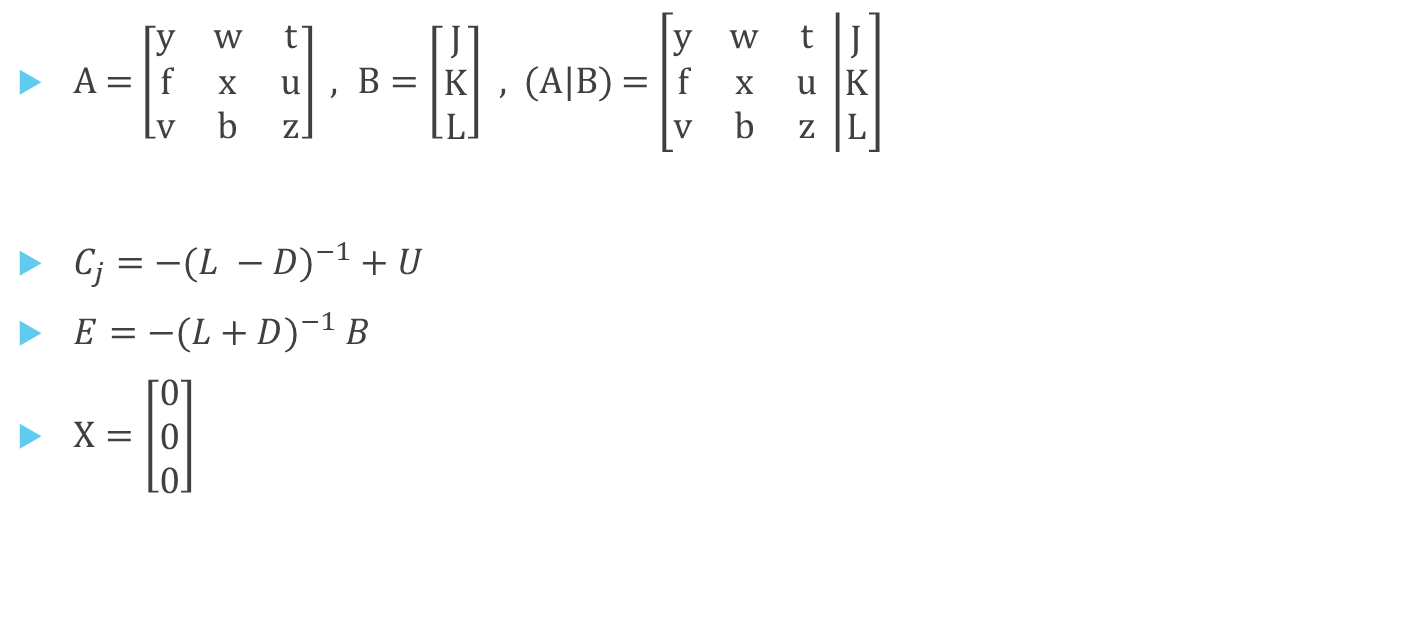 A = [y w t; f x u; v b z] , B = [J; K; L] , (A|B) = [y w t | J; f x u | K; v b z | L]
C_j = −(L − D)^−1 + U
E = −(L + D)^−1 B
X = [0; 0; 0]